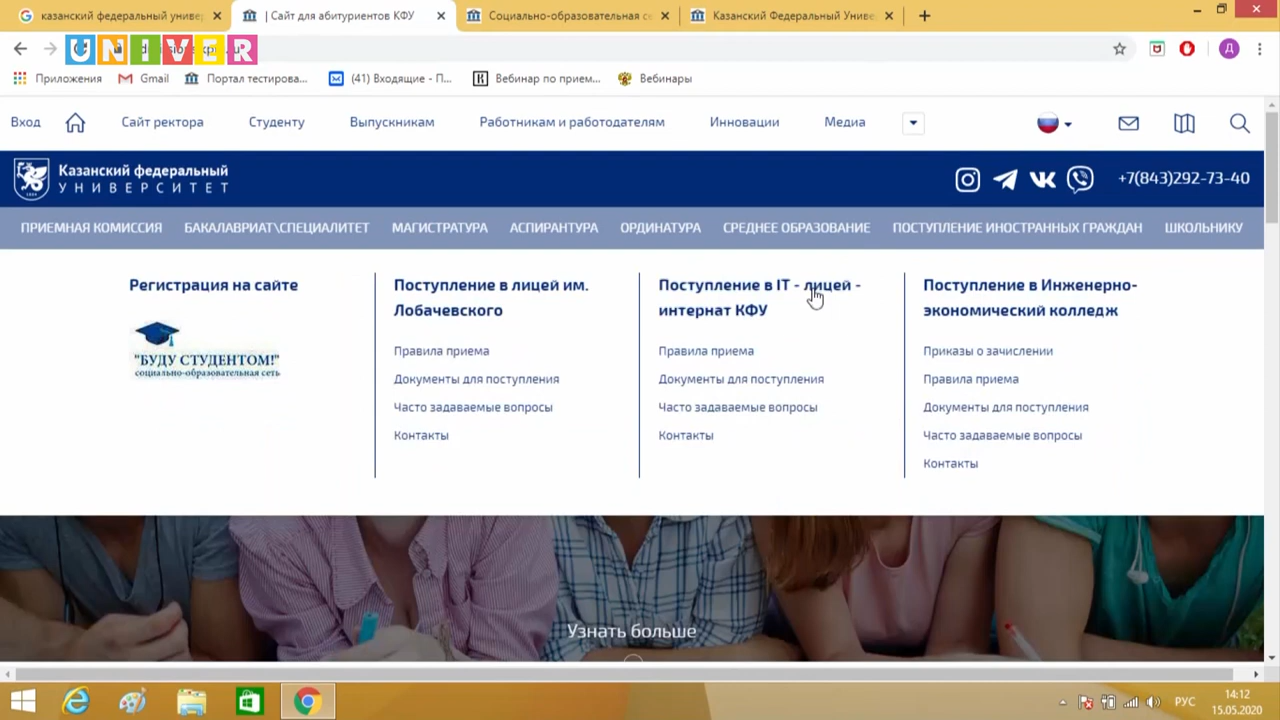 казанский федеральный универ
| Сайт для абитуриентов КФУ
Социально-образовательная се
Казанский Федеральный Униве
UNIVER
Приложения
Gmail
Портал тестирова...
(41) Входящие - П...
Вебинар по прием...
Вебинары
Вход
Сайт ректора
Студенту
Выпускникам
Работникам и работодателям
Инновации
Медиа
Казанский федеральный
УНИВЕРСИТЕТ
+7(843)292-73-40
ПРИЕМНАЯ КОМИССИЯ
БАКАЛАВРИАТ\СПЕЦИАЛИТЕТ
МАГИСТРАТУРА
АСПИРАНТУРА
ОРДИНАТУРА
СРЕДНЕЕ ОБРАЗОВАНИЕ
ПОСТУПЛЕНИЕ ИНОСТРАННЫХ ГРАЖДАН
ШКОЛЬНИКУ
Регистрация на сайте
"БУДУ СТУДЕНТОМ!"
социально-образовательная сеть
Поступление в лицей им.
Лобачевского
Правила приема
Документы для поступления
Часто задаваемые вопросы
Контакты
Поступление в IT - лицей -
интернат КФУ
Правила приема
Документы для поступления
Часто задаваемые вопросы
Контакты
Поступление в Инженерно-
экономический колледж
Приказы о зачислении
Правила приема
Документы для поступления
Часто задаваемые вопросы
Контакты
Узнать больше
РУС
14:12
15.05.2020